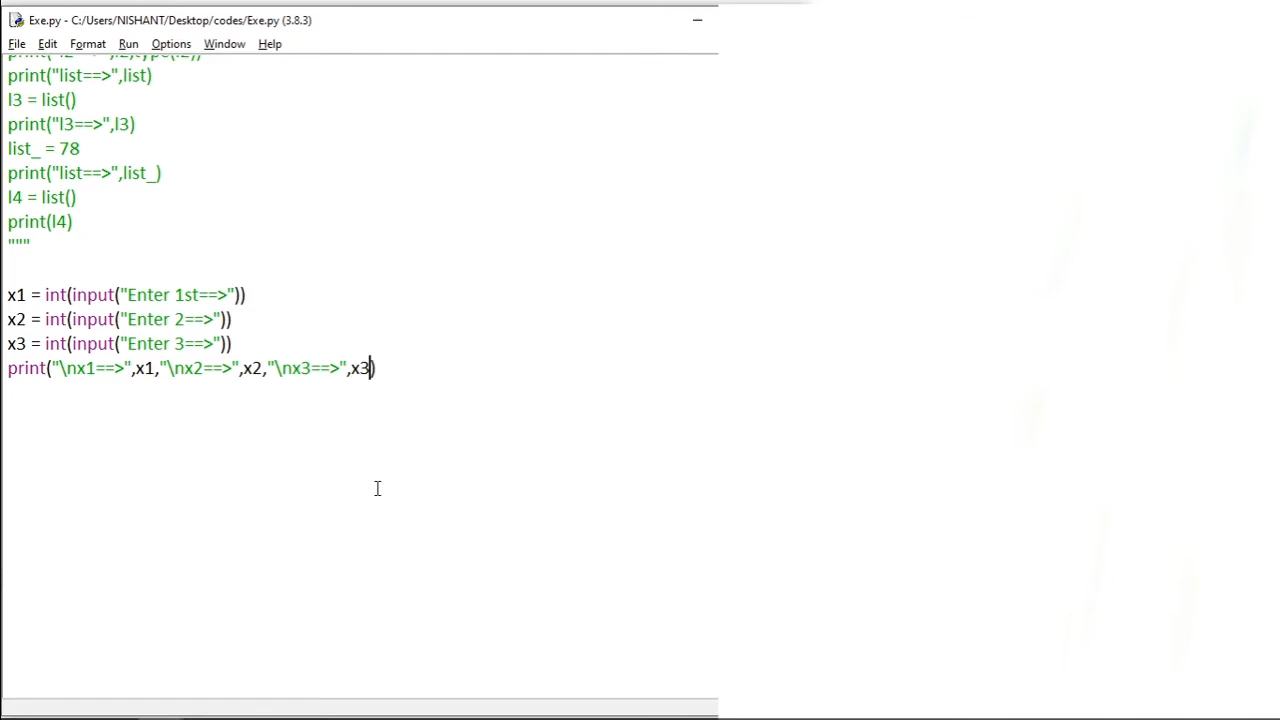 Exe.py - C:/Users/NISHANT/Desktop/codes/Exe.py (3.8.3)
File Edit Format Run Options Window Help
print("list==>",list)
l3 = list()
print("l3==>",l3)
list_ = 78
print("list==>",list_)
l4 = list()
print(l4)
"""
x1 = int(input("Enter 1st==>"))
x2 = int(input("Enter 2==>"))
x3 = int(input("Enter 3==>"))
print("\nx1==>",x1,"\nx2==>",x2,"\nx3==>",x3)